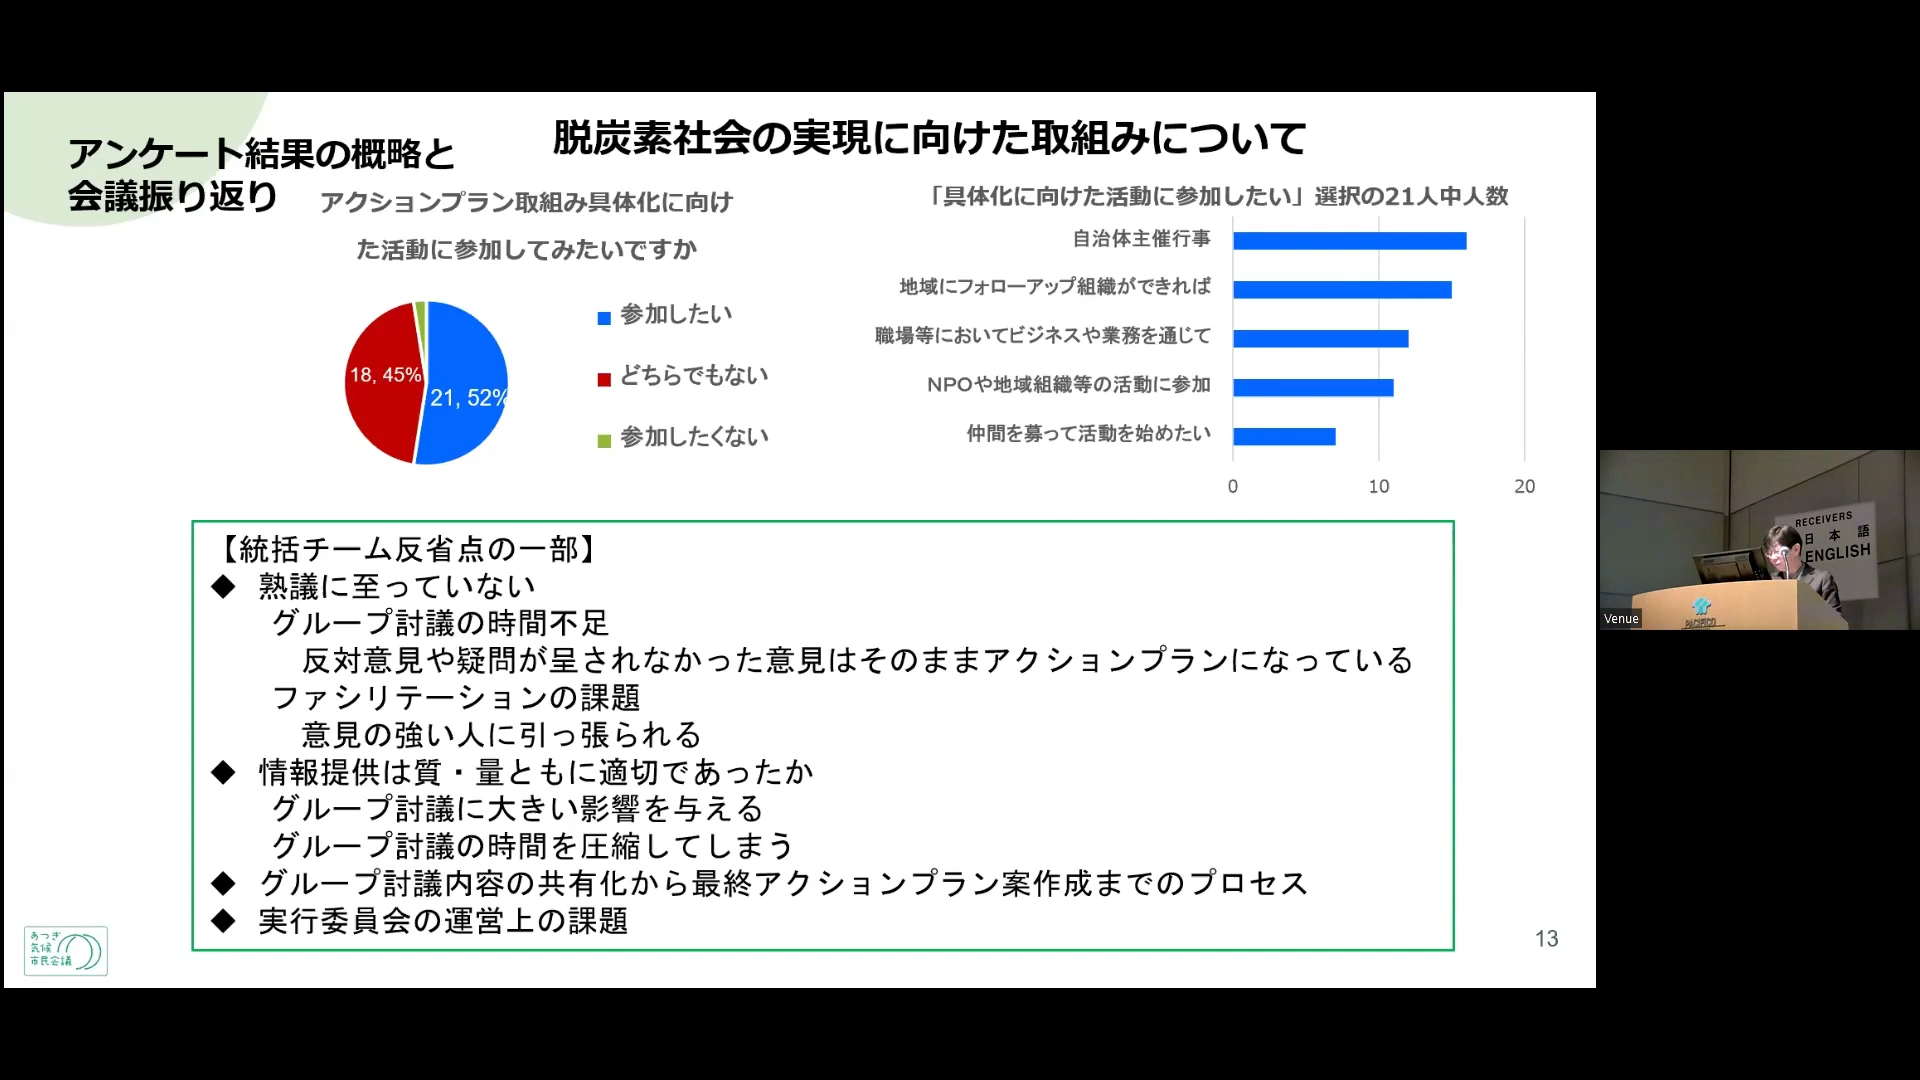 アンケート結果の概略と
会議振り返り
脱炭素社会の実現に向けた取組みについて
アクションプラン取組み具体化に向け
た活動に参加してみたいですか
18, 45%
21, 52%
参加したい
どちらでもない
参加したくない
「具体化に向けた活動に参加したい」選択の21人中人数
自治体主催行事
地域にフォローアップ組織ができれば
職場等においてビジネスや業務を通じて
NPOや地域組織等の活動に参加
仲間を募って活動を始めたい
0 10 20
【統括チーム反省点の一部】
◆ 熟議に至っていない
グループ討議の時間不足
反対意見や疑問が呈されなかった意見はそのままアクションプランになっている
ファシリテーションの課題
意見の強い人に引っ張られる
◆ 情報提供は質・量ともに適切であったか
グループ討議に大きい影響を与える
グループ討議の時間を圧縮してしまう
◆ グループ討議内容の共有化から最終アクションプラン案作成までのプロセス
◆ 実行委員会の運営上の課題
あつぎ
気候
市民会議
13
RECEIVERS
日本語
ENGLISH
PACIFICO
Venue